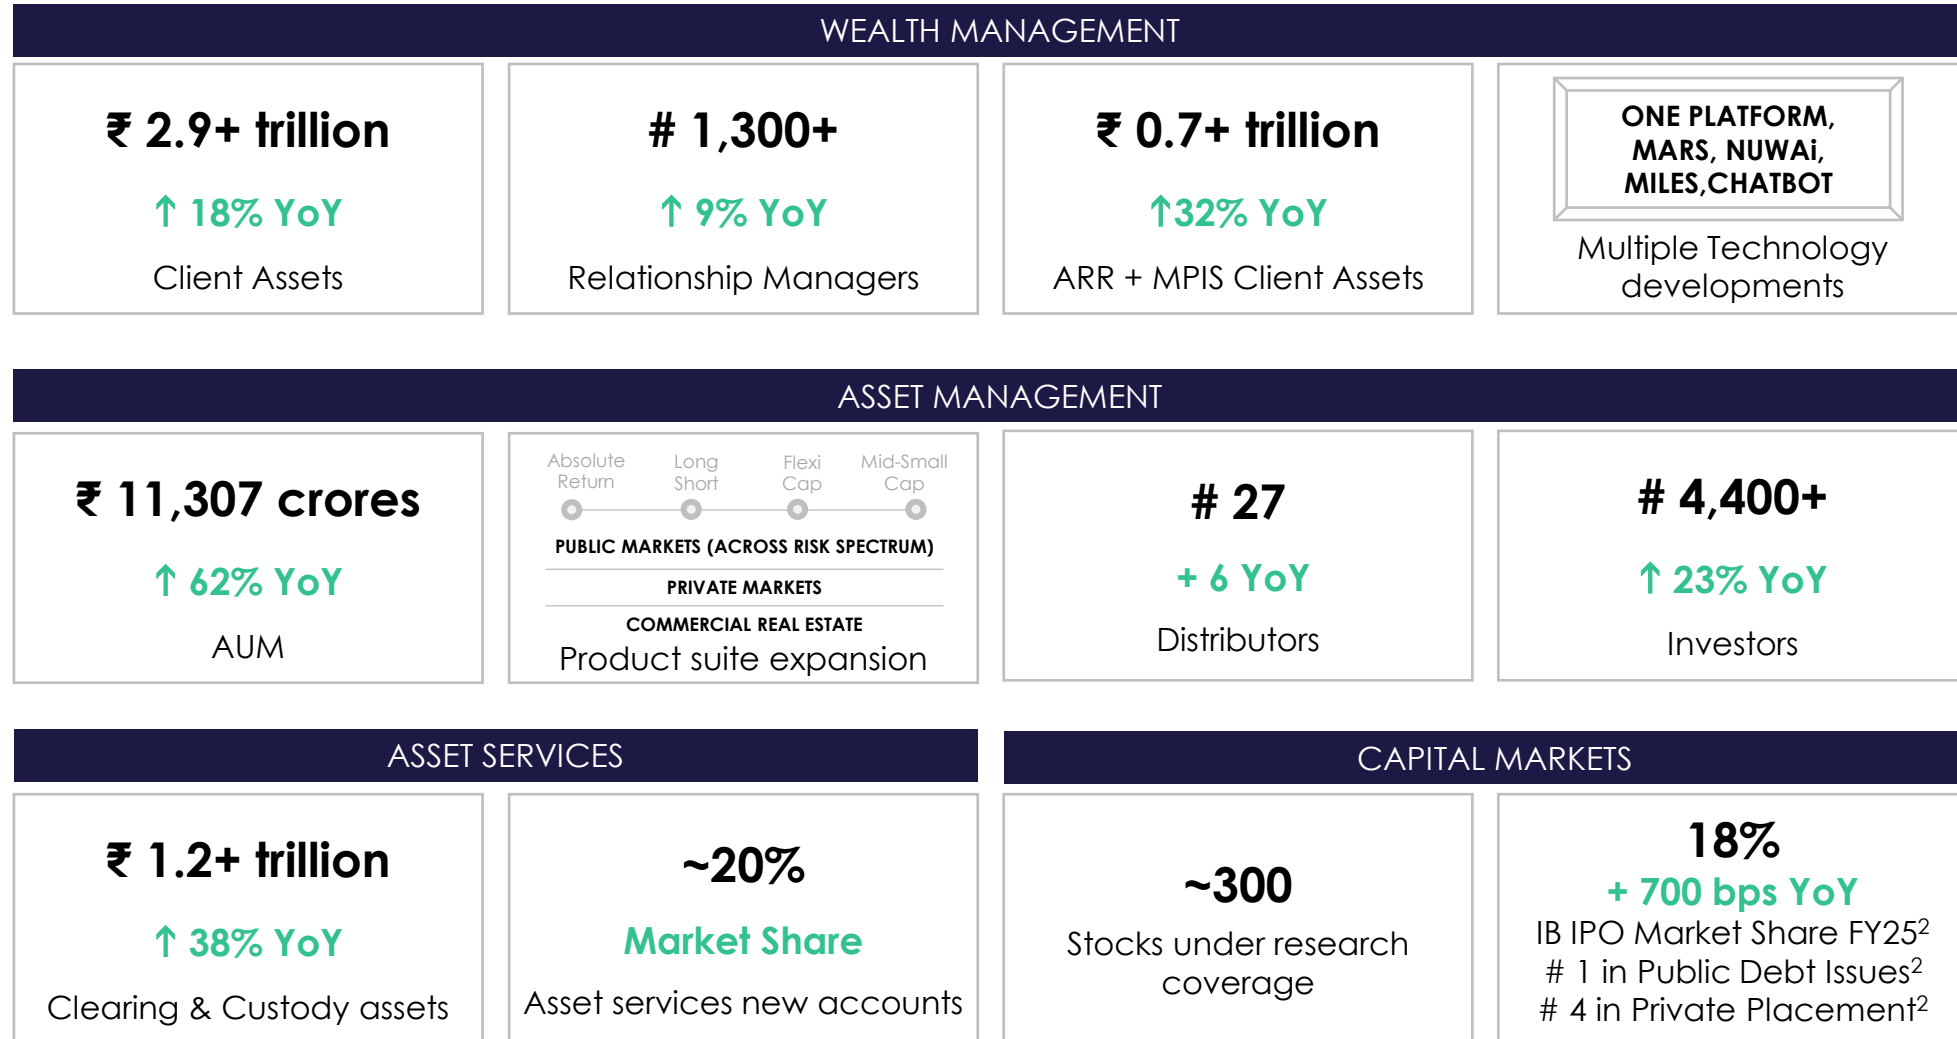 WEALTH MANAGEMENT
₹ 2.9+ trillion
↑ 18% YoY
Client Assets
# 1,300+
↑ 9% YoY
Relationship Managers
₹ 0.7+ trillion
↑32% YoY
ARR + MPIS Client Assets
ONE PLATFORM,
MARS, NUWAi,
MILES,CHATBOT
Multiple Technology
developments
ASSET MANAGEMENT
₹ 11,307 crores
↑ 62% YoY
AUM
Absolute
Return
Long
Short
Flexi
Cap
Mid-Small
Cap
PUBLIC MARKETS (ACROSS RISK SPECTRUM)
PRIVATE MARKETS
COMMERCIAL REAL ESTATE
Product suite expansion
# 27
+ 6 YoY
Distributors
# 4,400+
↑ 23% YoY
Investors
ASSET SERVICES
₹ 1.2+ trillion
↑ 38% YoY
Clearing & Custody assets
~20%
Market Share
Asset services new accounts
CAPITAL MARKETS
~300
Stocks under research
coverage
18%
+ 700 bps YoY
IB IPO Market Share FY25²
# 1 in Public Debt Issues²
# 4 in Private Placement²